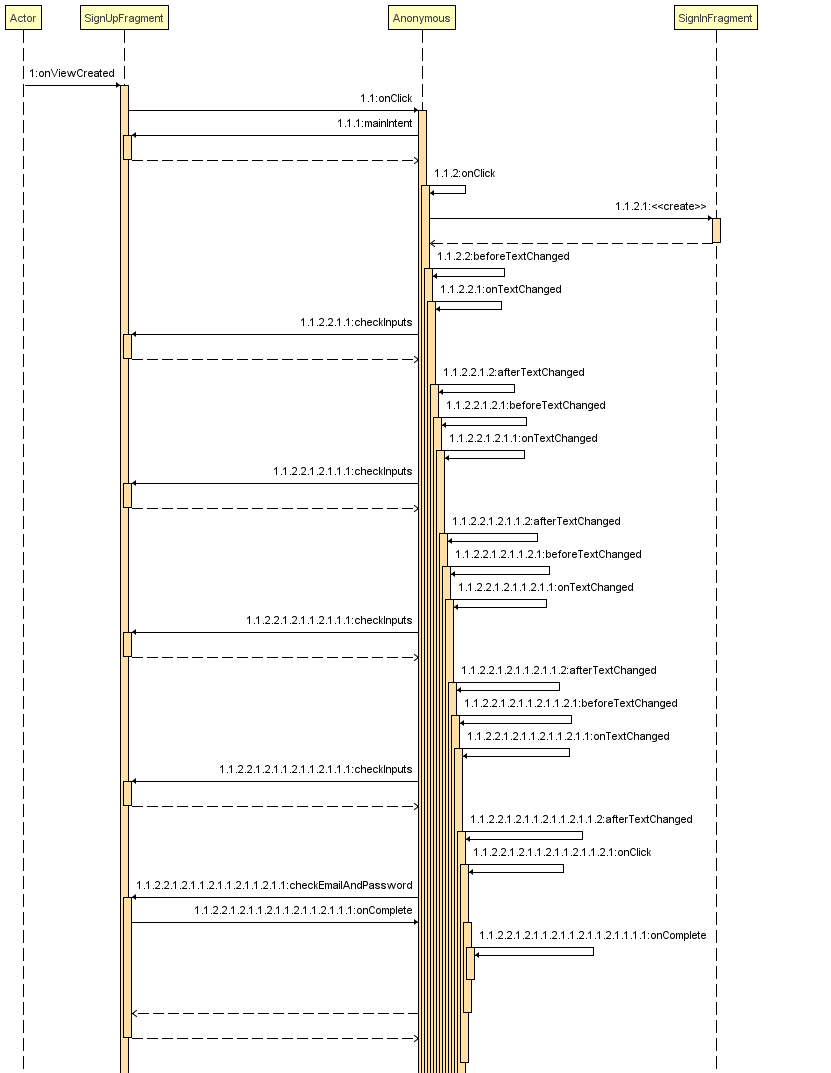 Actor
SignUpFragment
Anonymous
SignInFragment
1:onViewCreated
1.1:onClick
1.1.1:mainIntent
1.1.2:onClick
1.1.2.1:<<create>>
1.1.2.2:beforeTextChanged
1.1.2.2.1:onTextChanged
1.1.2.2.1.1:checkInputs
1.1.2.2.1.2:afterTextChanged
1.1.2.2.1.2.1:beforeTextChanged
1.1.2.2.1.2.1.1:onTextChanged
1.1.2.2.1.2.1.1.1:checkInputs
1.1.2.2.1.2.1.1.2:afterTextChanged
1.1.2.2.1.2.1.1.2.1:beforeTextChanged
1.1.2.2.1.2.1.1.2.1.1:onTextChanged
1.1.2.2.1.2.1.1.2.1.1.1:checkInputs
1.1.2.2.1.2.1.1.2.1.1.2:afterTextChanged
1.1.2.2.1.2.1.1.2.1.1.2.1:beforeTextChanged
1.1.2.2.1.2.1.1.2.1.1.2.1.1:onTextChanged
1.1.2.2.1.2.1.1.2.1.1.2.1.1.1:checkInputs
1.1.2.2.1.2.1.1.2.1.1.2.1.1.2:afterTextChanged
1.1.2.2.1.2.1.1.2.1.1.2.1.1.2.1:onClick
1.1.2.2.1.2.1.1.2.1.1.2.1.1.2.1.1:checkEmailAndPassword
1.1.2.2.1.2.1.1.2.1.1.2.1.1.2.1.1.1:onComplete
1.1.2.2.1.2.1.1.2.1.1.2.1.1.2.1.1.1.1:onComplete